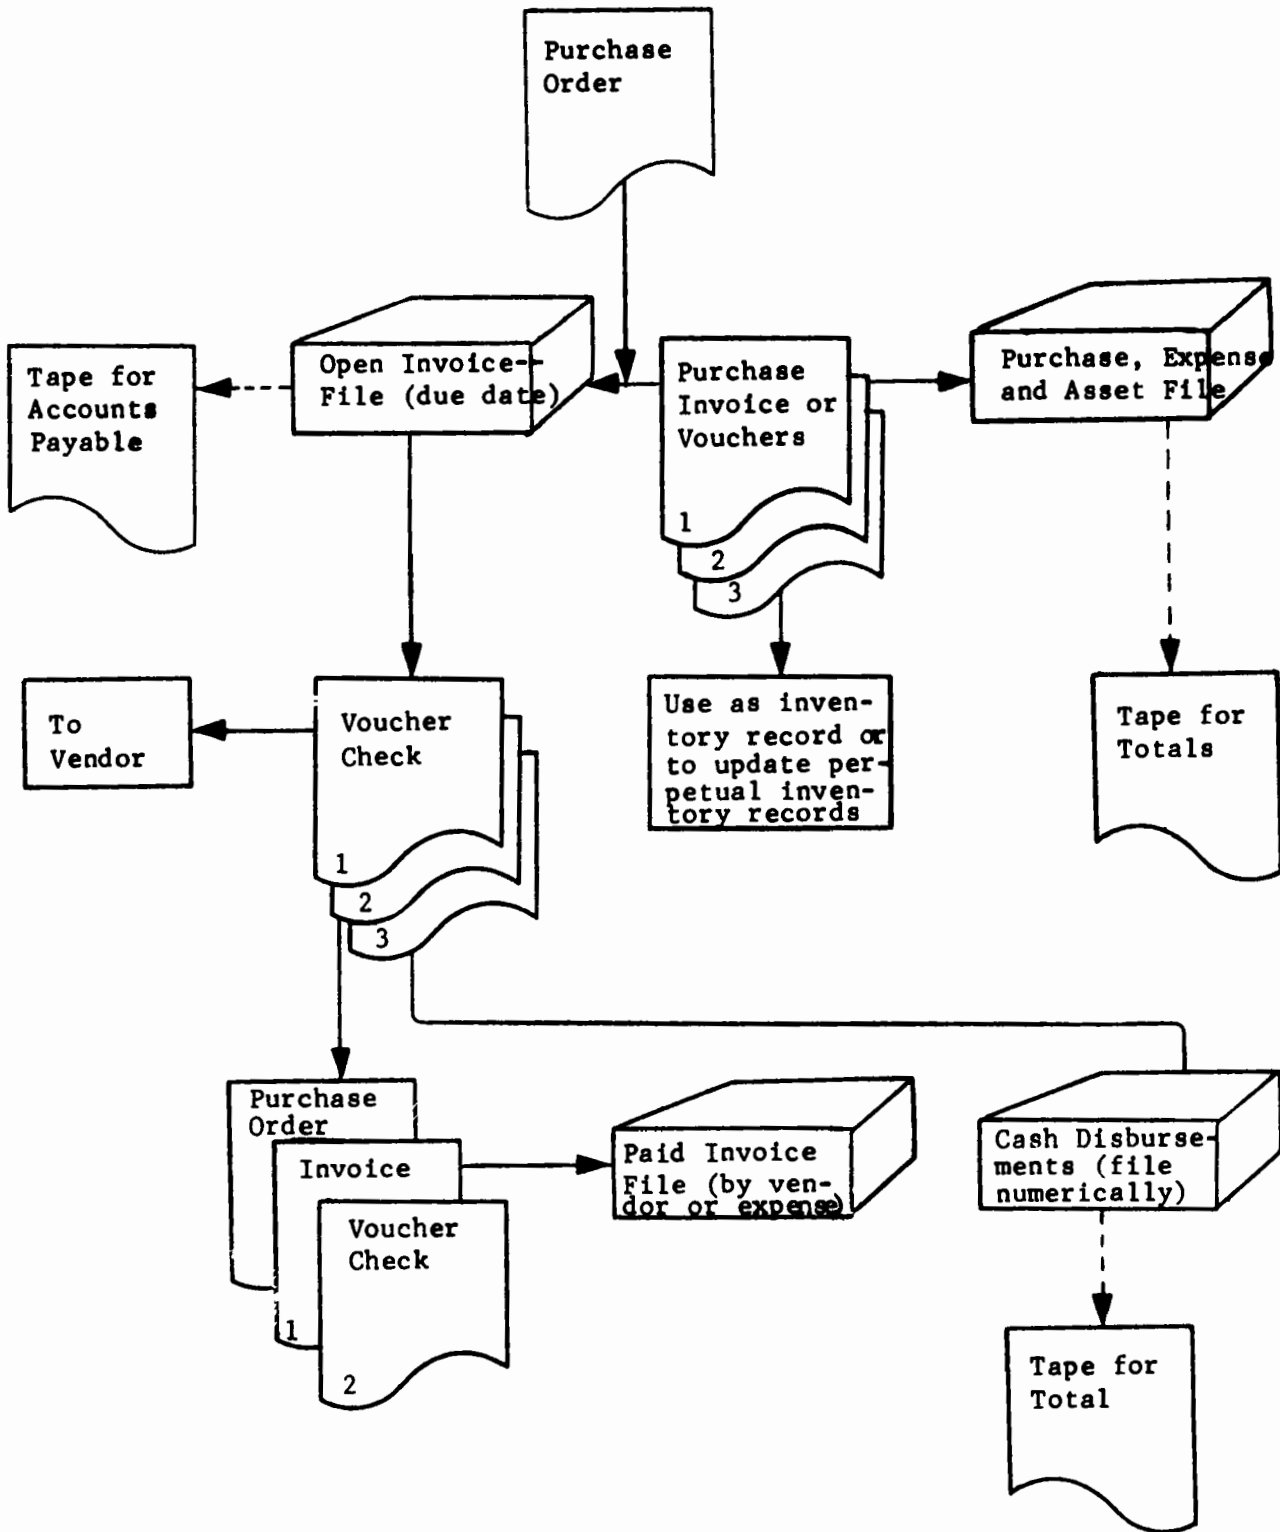 Purchase
Order
Tape for
Accounts
Payable
Open Invoice--
File (due date)
Purchase
Invoice or
Vouchers
1
2
3
Purchase, Expense
and Asset File
To
Vendor
Voucher
Check
1
2
3
Use as inven-
tory record or
to update per-
petual inven-
tory records
Tape for
Totals
Purchase
Order
Invoice
1
Voucher
Check
2
Paid Invoice
File (by ven-
dor or expense)
Cash Disburse-
ments (file
numerically)
Tape for
Total